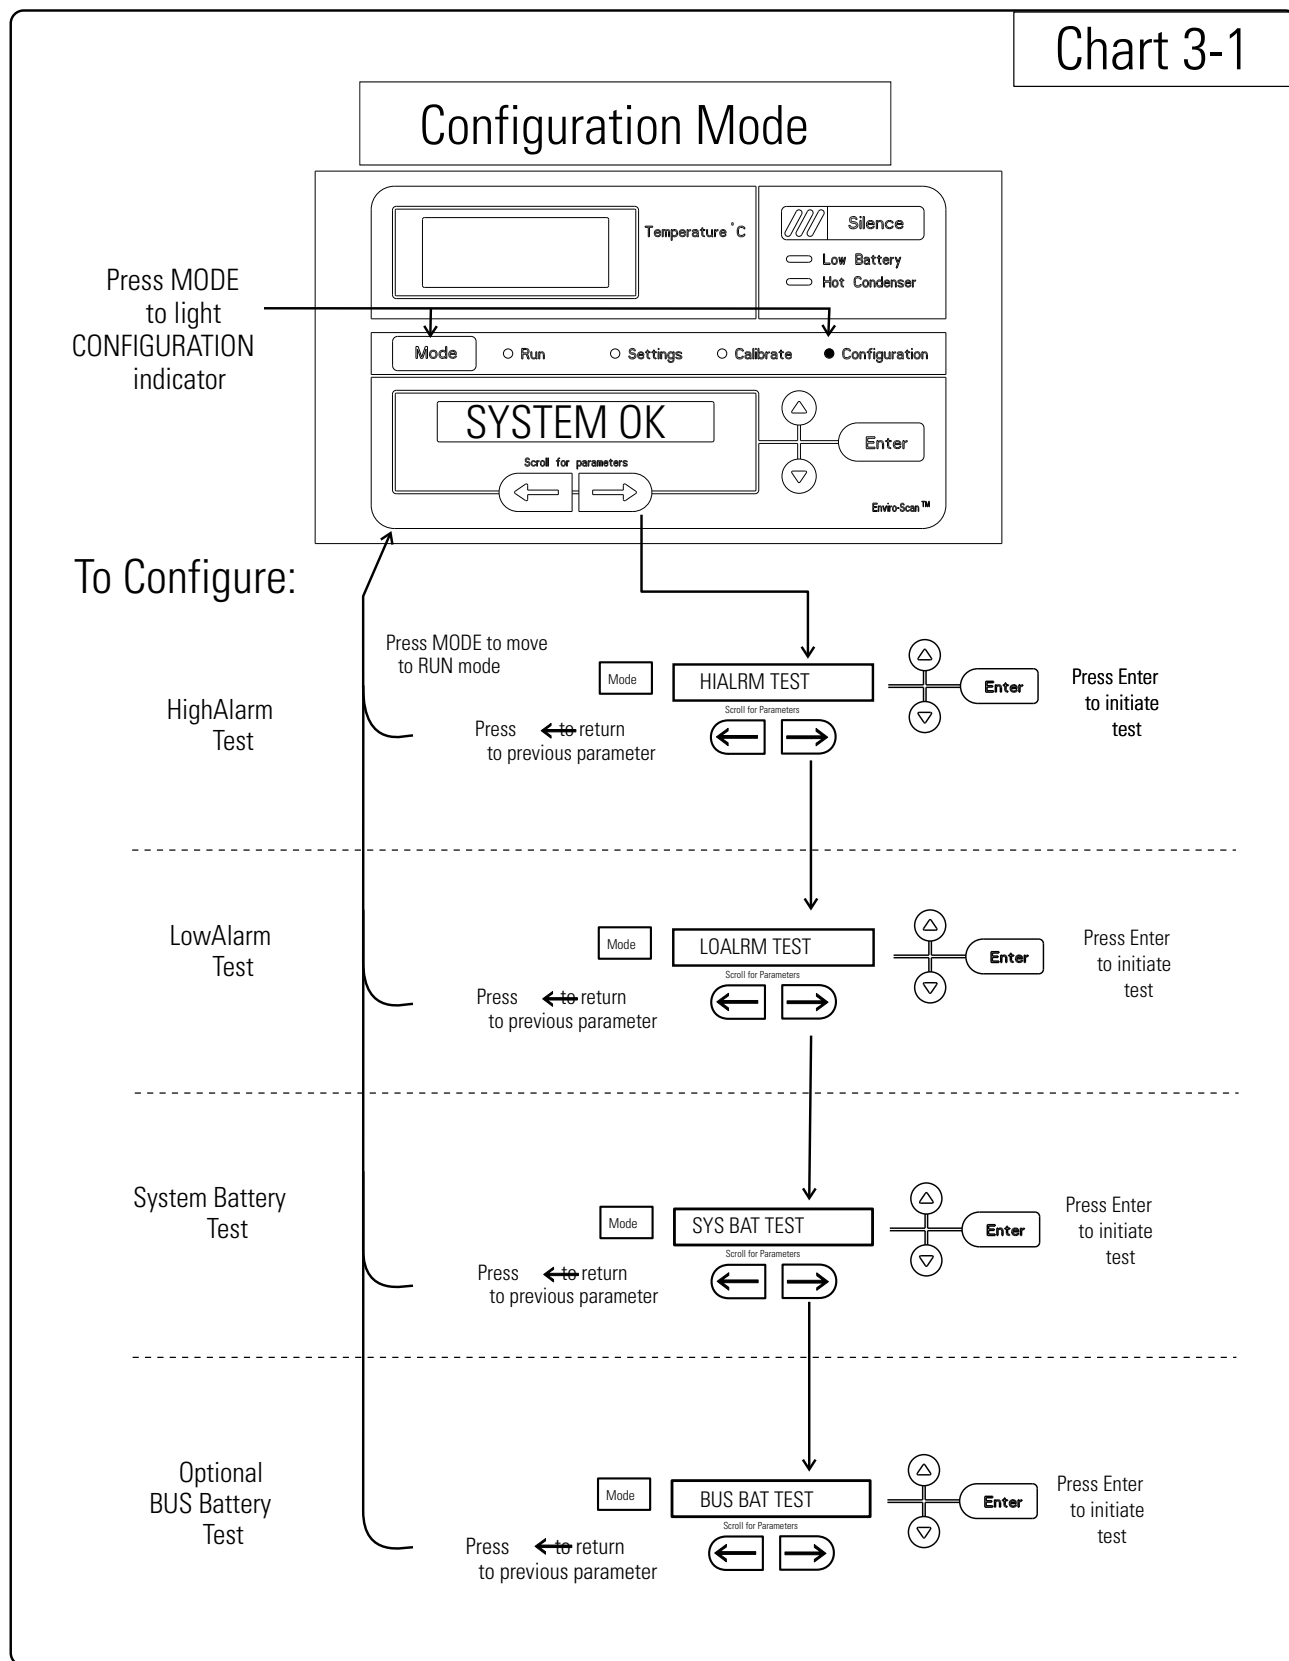 Chart 3-1
Configuration Mode
Temperature °C
Silence
Low Battery
Hot Condenser
Press MODE
to light
CONFIGURATION
indicator
Mode
Run
Settings
Calibrate
Configuration
SYSTEM OK
Scroll for parameters
Enter
Enviro-Scan™
To Configure:
HighAlarm
Test
Press MODE to move
to RUN mode
Mode
HIALRM TEST
Scroll for Parameters
Enter
Press Enter
to initiate
test
Press ← to return
to previous parameter
LowAlarm
Test
Mode
LOALRM TEST
Scroll for Parameters
Enter
Press Enter
to initiate
test
Press ← to return
to previous parameter
System Battery
Test
Mode
SYS BAT TEST
Scroll for Parameters
Enter
Press Enter
to initiate
test
Press ← to return
to previous parameter
Optional
BUS Battery
Test
Mode
BUS BAT TEST
Scroll for Parameters
Enter
Press Enter
to initiate
test
Press ← to return
to previous parameter